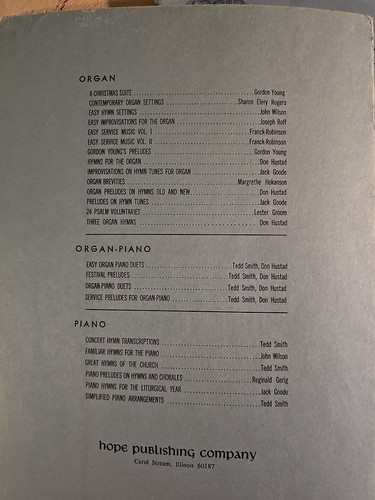 ORGAN
A CHRISTMAS SUITE Gordon Young
CONTEMPORARY ORGAN SETTINGS Sharon Elery Rogers
EASY HYMN SETTINGS John Wilson
EASY IMPROVISATIONS FOR THE ORGAN Joseph Roff
EASY SERVICE MUSIC VOL. I Franck-Robinson
EASY SERVICE MUSIC VOL. II Franck-Robinson
GORDON YOUNG'S PRELUDES Gordon Young
HYMNS FOR THE ORGAN Don Hustad
IMPROVISATIONS ON HYMN TUNES FOR ORGAN Jack Goode
ORGAN BREVITIES Margrethe Hokanson
ORGAN PRELUDES ON HYMNS OLD AND NEW Don Hustad
PRELUDES ON HYMN TUNES Jack Goode
24 PSALM VOLUNTARIES Lester Groom
THREE ORGAN HYMNS Don Hustad
ORGAN-PIANO
EASY ORGAN PIANO DUETS Tedd Smith, Don Hustad
FESTIVAL PRELUDES Tedd Smith, Don Hustad
ORGAN-PIANO DUETS Tedd Smith, Don Hustad
SERVICE PRELUDES FOR ORGAN-PIANO Tedd Smith, Don Hustad
PIANO
CONCERT HYMN TRANSCRIPTIONS Tedd Smith
FAMILIAR HYMNS FOR THE PIANO John Wilson
GREAT HYMNS OF THE CHURCH Tedd Smith
PIANO PRELUDES ON HYMNS AND CHORALES Reginald Gerig
PIANO HYMNS FOR THE LITURGICAL YEAR Jack Goode
SIMPLIFIED PIANO ARRANGEMENTS Tedd Smith
hope publishing company
Carol Stream, Illinois 60187